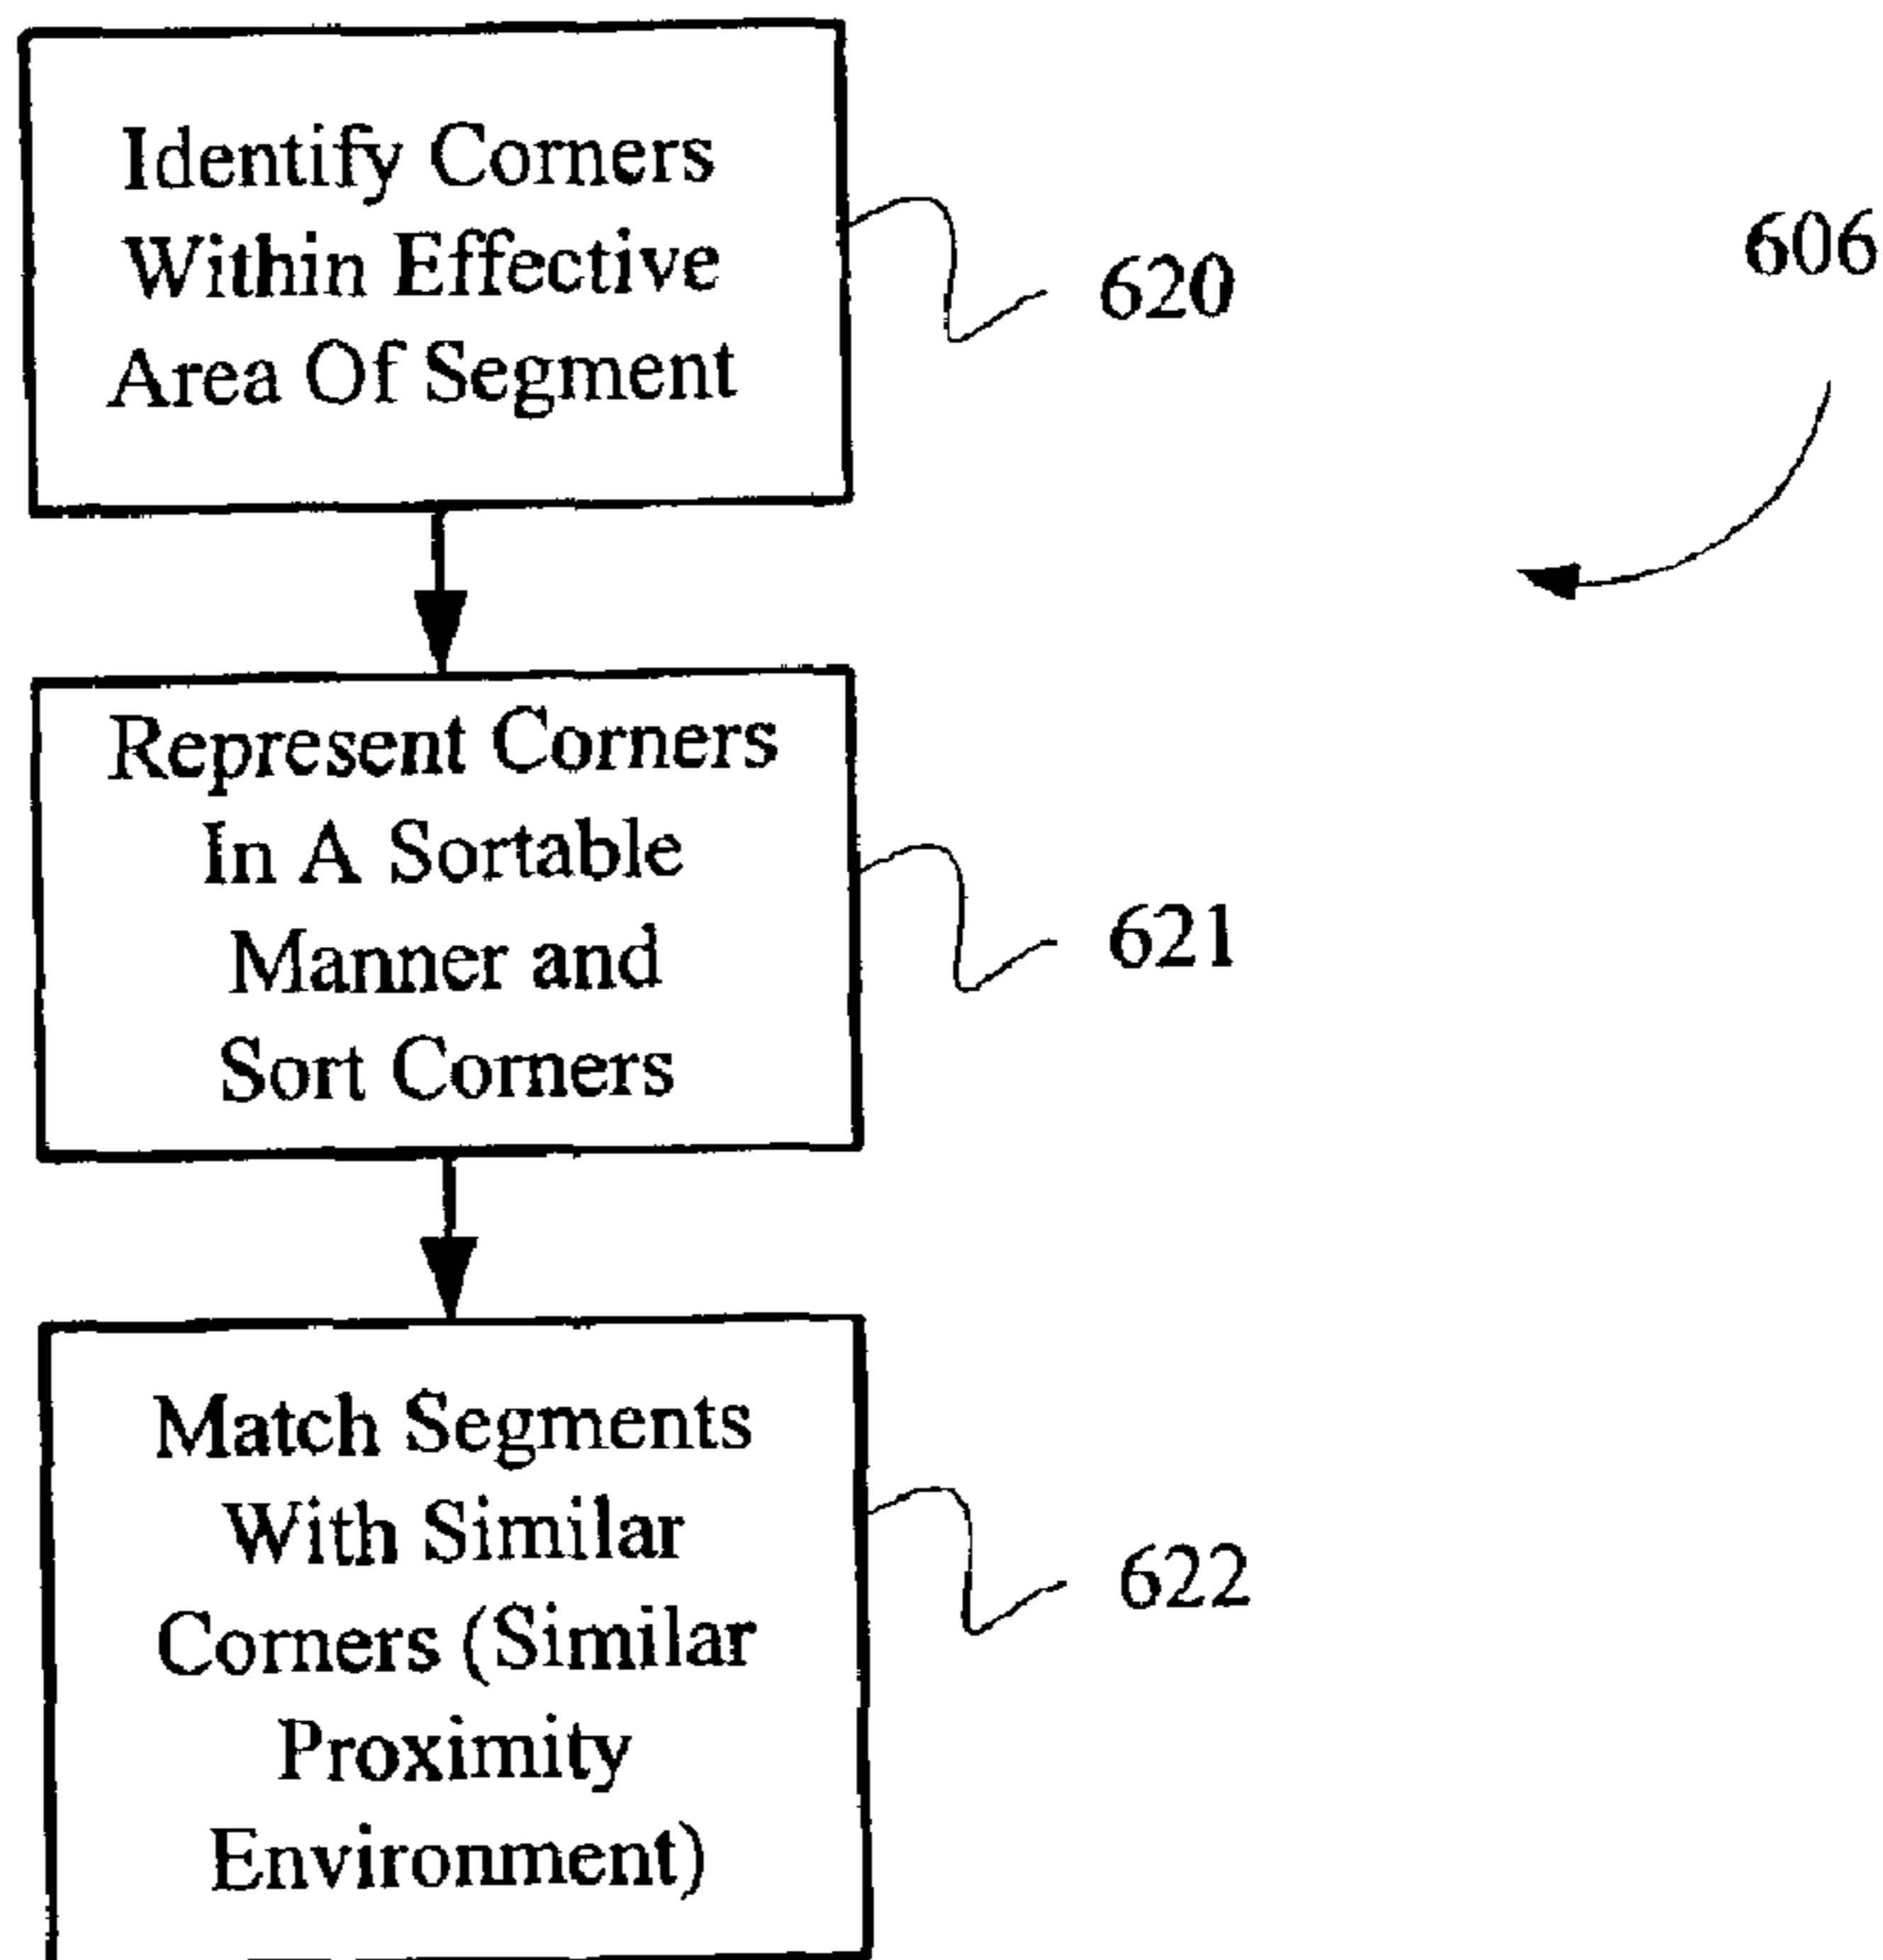 Identify Corners
Within Effective
Area Of Segment
620
606
Represent Corners
In A Sortable
Manner and
Sort Corners
621
Match Segments
With Similar
Corners (Similar
Proximity
Environment)
622